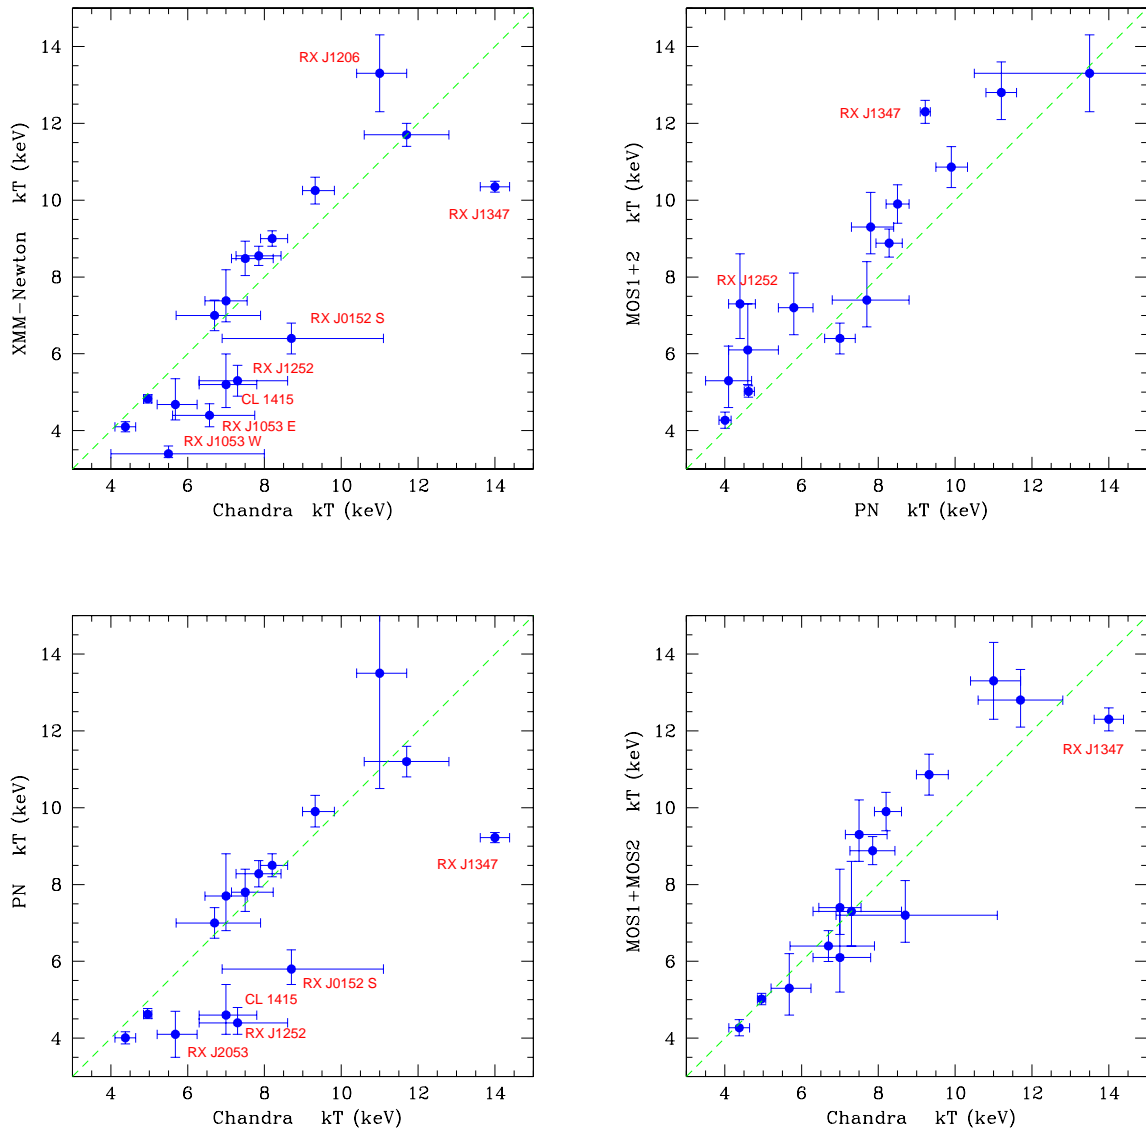 14
12
10
8
6
4
XMM-Newton kT (keV)
RX J1206
RX J1347
RX J0152 S
RX J1252
CL 1415
RX J1053 E
RX J1053 W
4 6 8 10 12 14
Chandra kT (keV)
14
12
10
8
6
4
MOS1+2 kT (keV)
RX J1347
RX J1252
4 6 8 10 12 14
PN kT (keV)
14
12
10
8
6
4
PN kT (keV)
RX J1347
RX J0152 S
CL 1415
RX J1252
RX J2053
4 6 8 10 12 14
Chandra kT (keV)
14
12
10
8
6
4
MOS1+MOS2 kT (keV)
RX J1347
4 6 8 10 12 14
Chandra kT (keV)